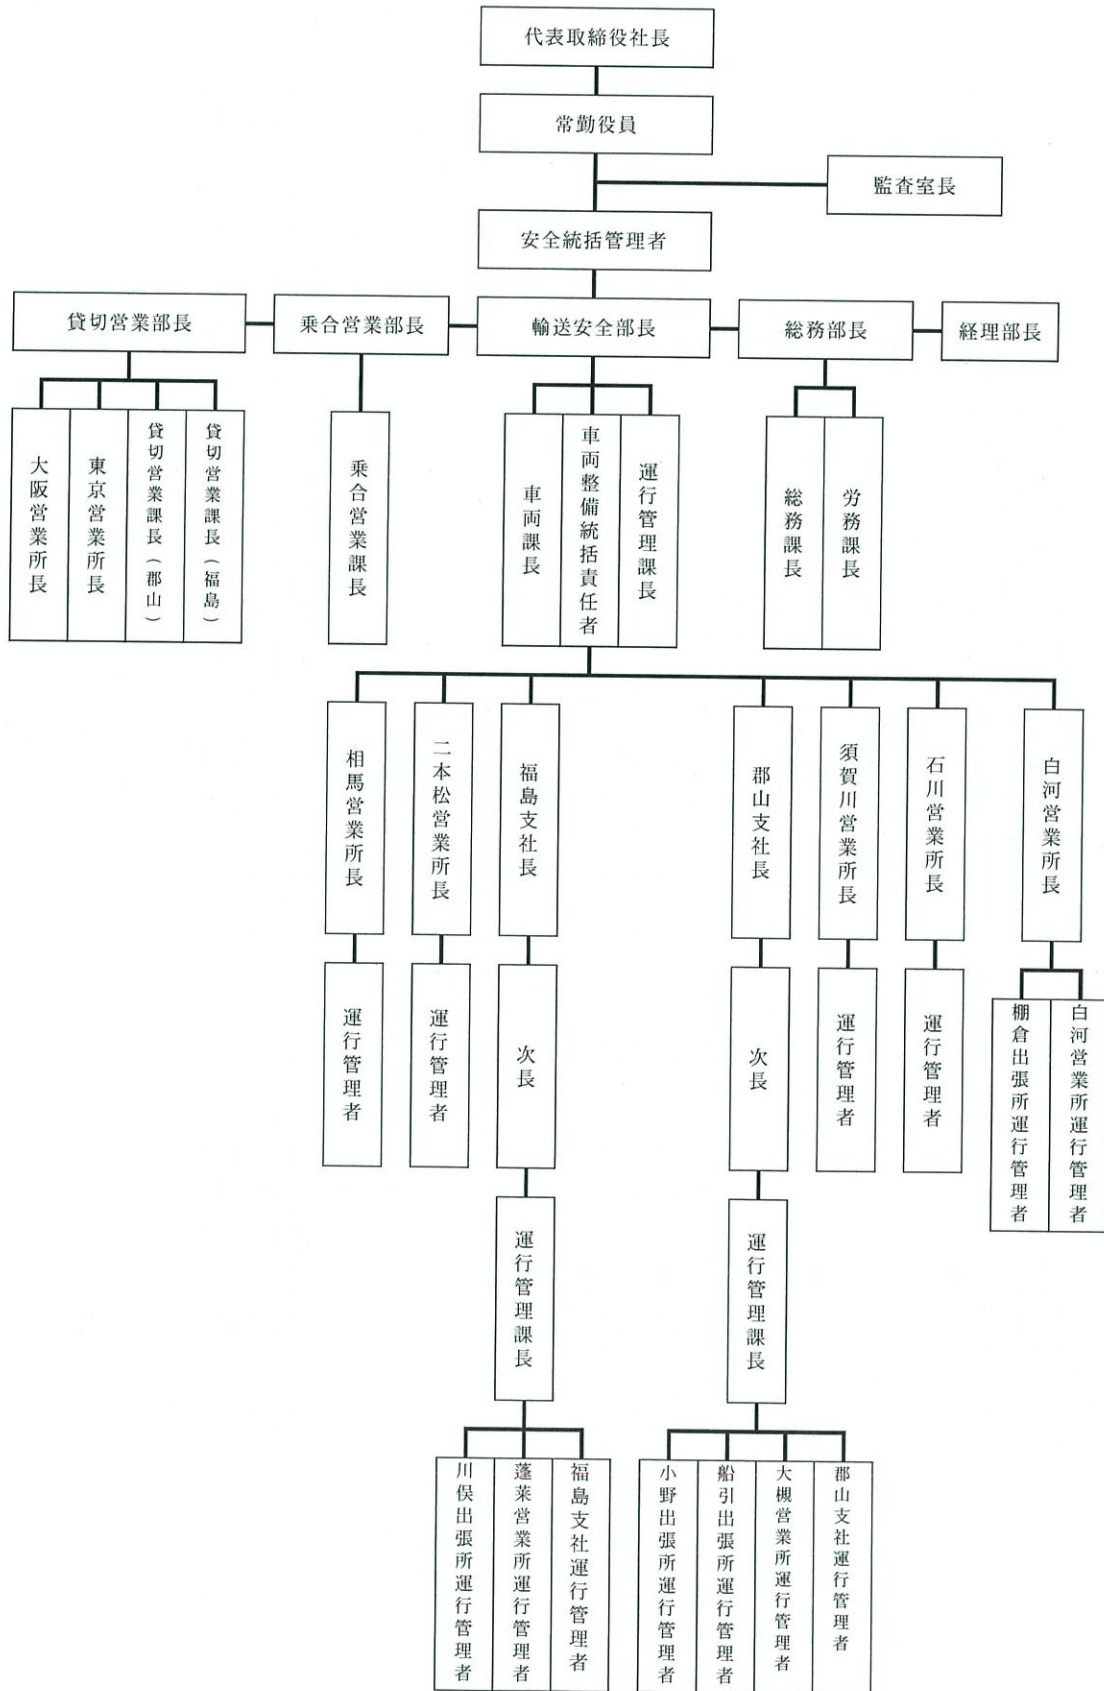 代表取締役社長
常勤役員
監査室長
安全統括管理者
貸切営業部長
乗合営業部長
輸送安全部長
総務部長
経理部長
大阪営業所長
東京営業所長
貸切営業課長(郡山)
貸切営業課長(福島)
乗合営業課長
車両課長
車両整備統括責任者
運行管理課長
総務課長
労務課長
相馬営業所長
二本松営業所長
福島支社長
郡山支社長
須賀川営業所長
石川営業所長
白河営業所長
運行管理者
運行管理者
次長
次長
運行管理者
運行管理者
棚倉出張所運行管理者
白河営業所運行管理者
運行管理課長
運行管理課長
川俣出張所運行管理者
蓬莱営業所運行管理者
福島支社運行管理者
小野出張所運行管理者
船引出張所運行管理者
大槻営業所運行管理者
郡山支社運行管理者